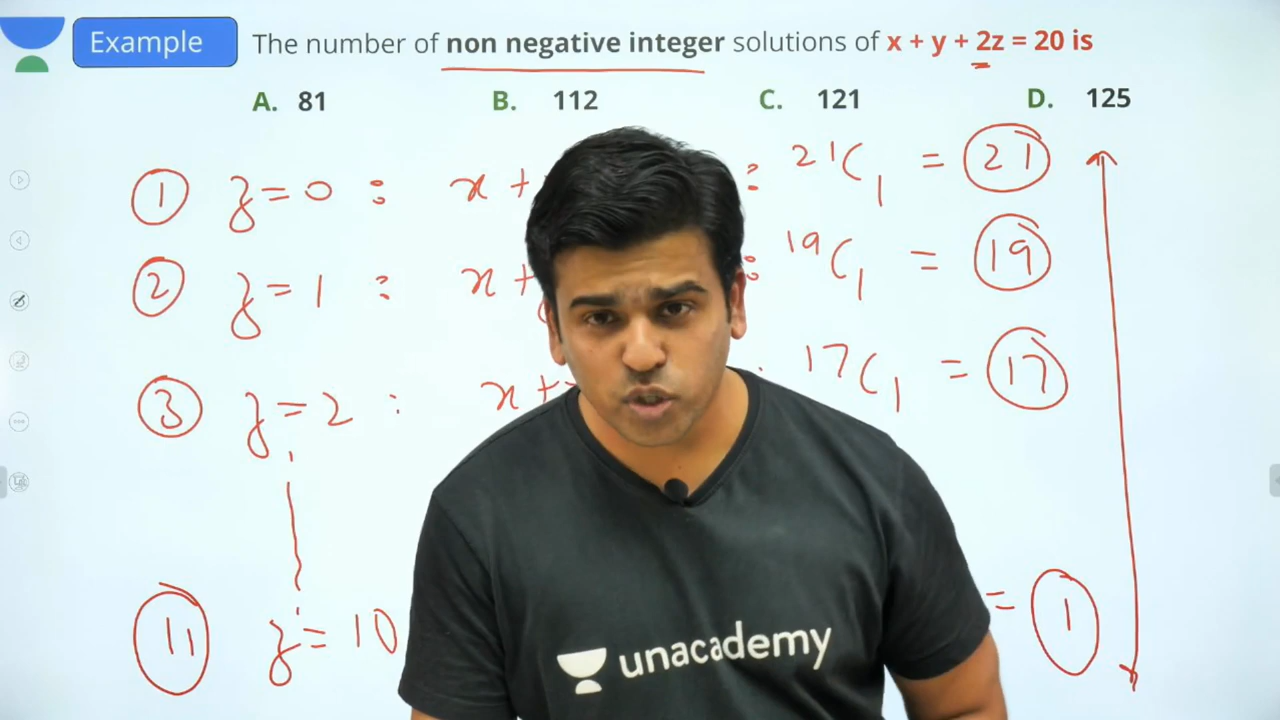 Example The number of non negative integer solutions of x + y + 2z = 20 is
A. 81 B. 112 C. 121 D. 125
① z = 0 : x + : ²¹C₁ = 21
② z = 1 : x + : ¹⁹C₁ = 19
③ z = 2 : x + ¹⁷C₁ = 17
⑪ z = 10 = 1
unacademy